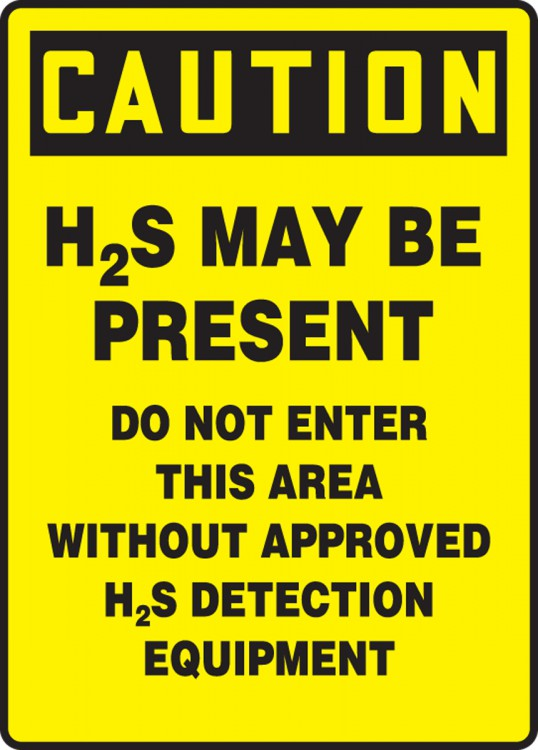 CAUTION
H₂S MAY BE
PRESENT
DO NOT ENTER
THIS AREA
WITHOUT APPROVED
H₂S DETECTION
EQUIPMENT